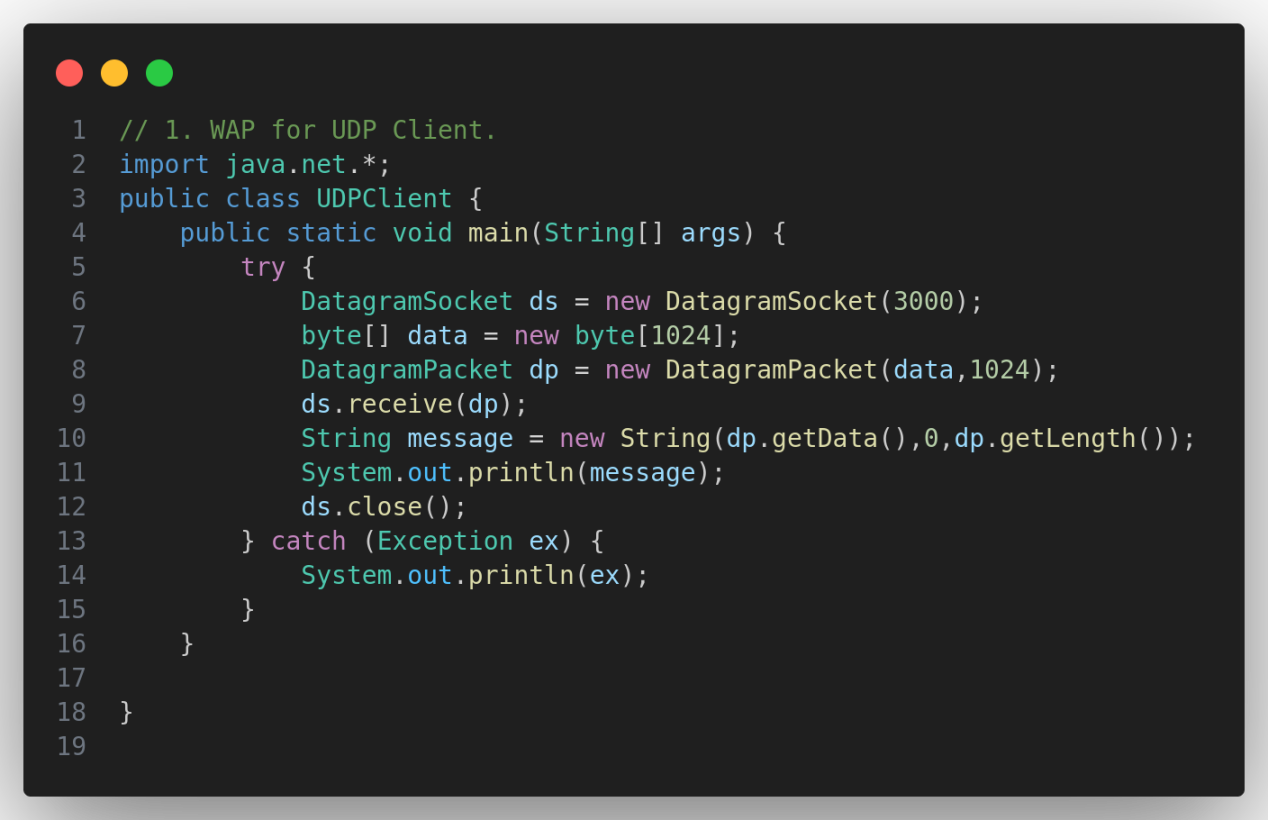 1 // 1. WAP for UDP Client.
2 import java.net.*;
3 public class UDPClient {
4     public static void main(String[] args) {
5         try {
6             DatagramSocket ds = new DatagramSocket(3000);
7             byte[] data = new byte[1024];
8             DatagramPacket dp = new DatagramPacket(data,1024);
9             ds.receive(dp);
10             String message = new String(dp.getData(),0,dp.getLength());
11             System.out.println(message);
12             ds.close();
13         } catch (Exception ex) {
14             System.out.println(ex);
15         }
16     }
17
18 }
19